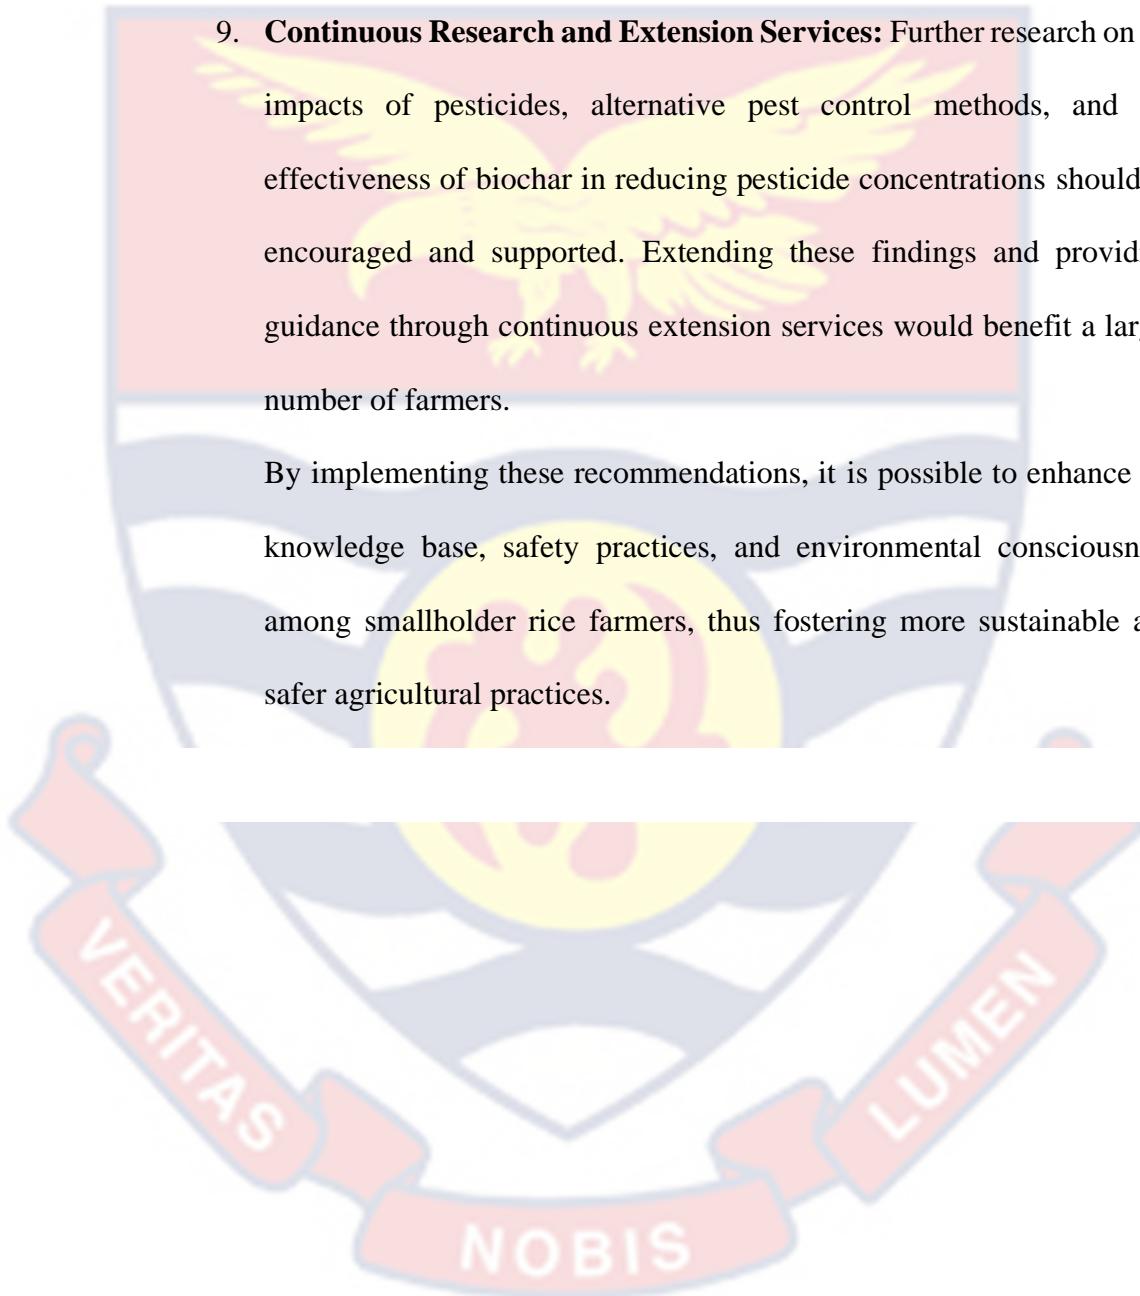 9. Continuous Research and Extension Services: Further research on
impacts of pesticides, alternative pest control methods, and
effectiveness of biochar in reducing pesticide concentrations should
encouraged and supported. Extending these findings and provid
guidance through continuous extension services would benefit a larg
number of farmers.
By implementing these recommendations, it is possible to enhance
knowledge base, safety practices, and environmental consciousn
among smallholder rice farmers, thus fostering more sustainable a
safer agricultural practices.
VERITAS
NOBIS
LUMEN